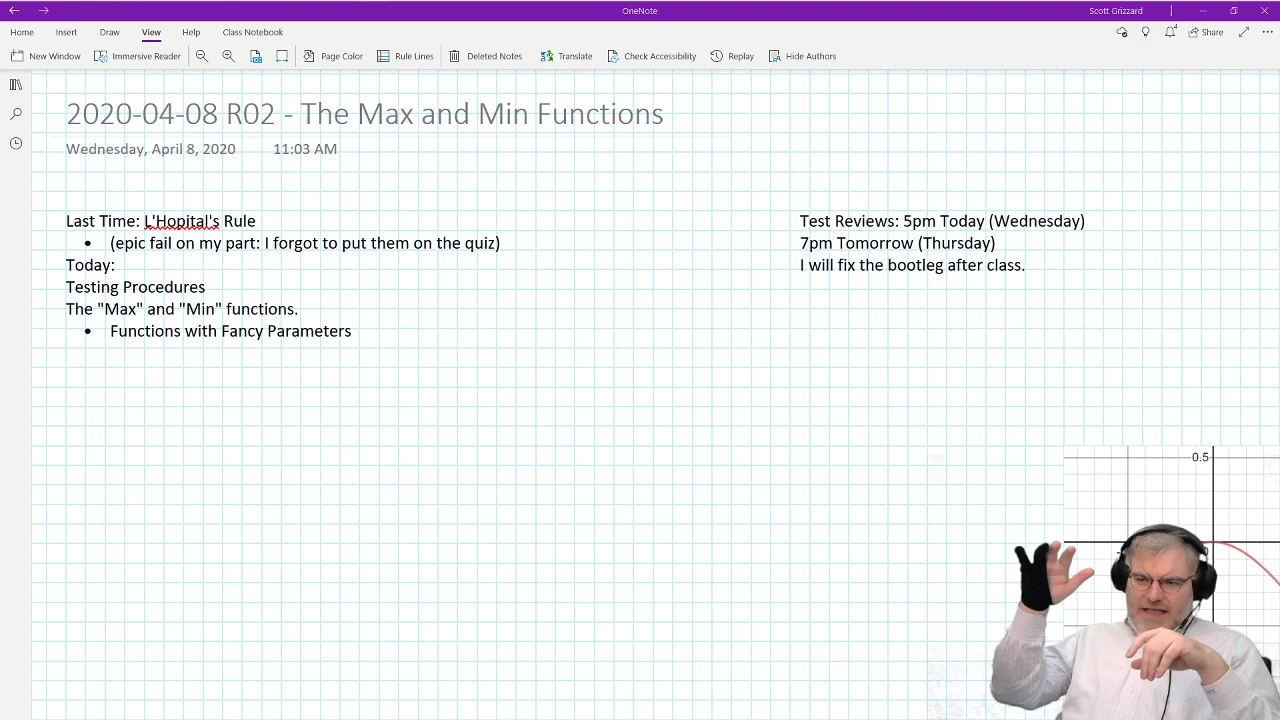 OneNote
Scott Grizzard
Home Insert Draw View Help Class Notebook
4
Share
New Window Immersive Reader Page Color Rule Lines Deleted Notes Translate Check Accessibility Replay Hide Authors
2020-04-08 R02 - The Max and Min Functions
Wednesday, April 8, 2020 11:03 AM
Last Time: L'Hopital's Rule
• (epic fail on my part: I forgot to put them on the quiz)
Today:
Testing Procedures
The "Max" and "Min" functions.
• Functions with Fancy Parameters
Test Reviews: 5pm Today (Wednesday)
7pm Tomorrow (Thursday)
I will fix the bootleg after class.
0.5